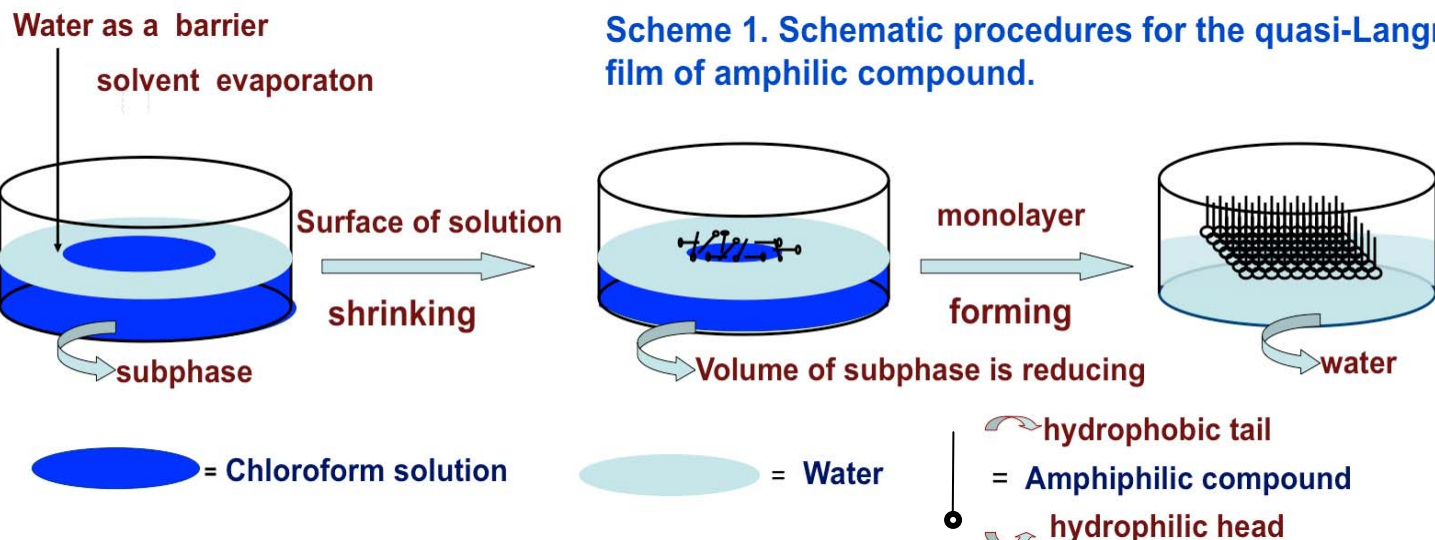 Water as a barrier
solvent evaporaton
Scheme 1. Schematic procedures for the quasi-Langm
film of amphilic compound.
Surface of solution
shrinking
monolayer
forming
subphase
Volume of subphase is reducing
water
= Chloroform solution
= Water
hydrophobic tail
= Amphiphilic compound
hydrophilic head